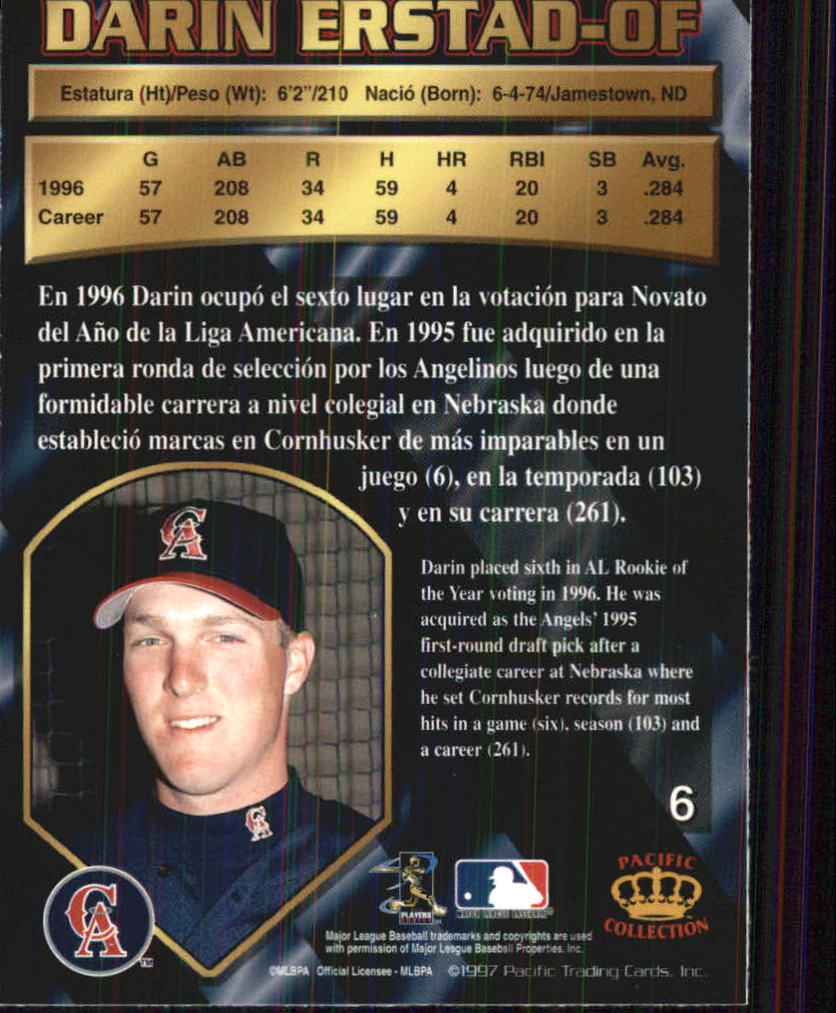 DARIN ERSTAD-OF
Estatura (Ht)/Peso (Wt): 6'2"/210 Nació (Born): 6-4-74/Jamestown, ND
G AB R H HR RBI SB Avg.
1996 57 208 34 59 4 20 3 .284
Career 57 208 34 59 4 20 3 .284
En 1996 Darin ocupó el sexto lugar en la votación para Novato
del Año de la Liga Americana. En 1995 fue adquirido en la
primera ronda de selección por los Angelinos luego de una
formidable carrera a nivel colegial en Nebraska donde
estableció marcas en Cornhusker de más imparables en un
juego (6), en la temporada (103)
y en su carrera (261).
Darin placed sixth in AL Rookie of
the Year voting in 1996. He was
acquired as the Angels' 1995
first-round draft pick after a
collegiate career at Nebraska where
he set Cornhusker records for most
hits in a game (six), season (103) and
a career (261).
6
CA
CA
CA
TM
PLAYERS
MAJOR LEAGUE BASEBALL
PACIFIC
COLLECTION
Major League Baseball trademarks and copyrights are used
with permission of Major League Baseball Properties, Inc.
©MLBPA Official Licensee - MLBPA ©1997 Pacific Trading Cards, Inc.